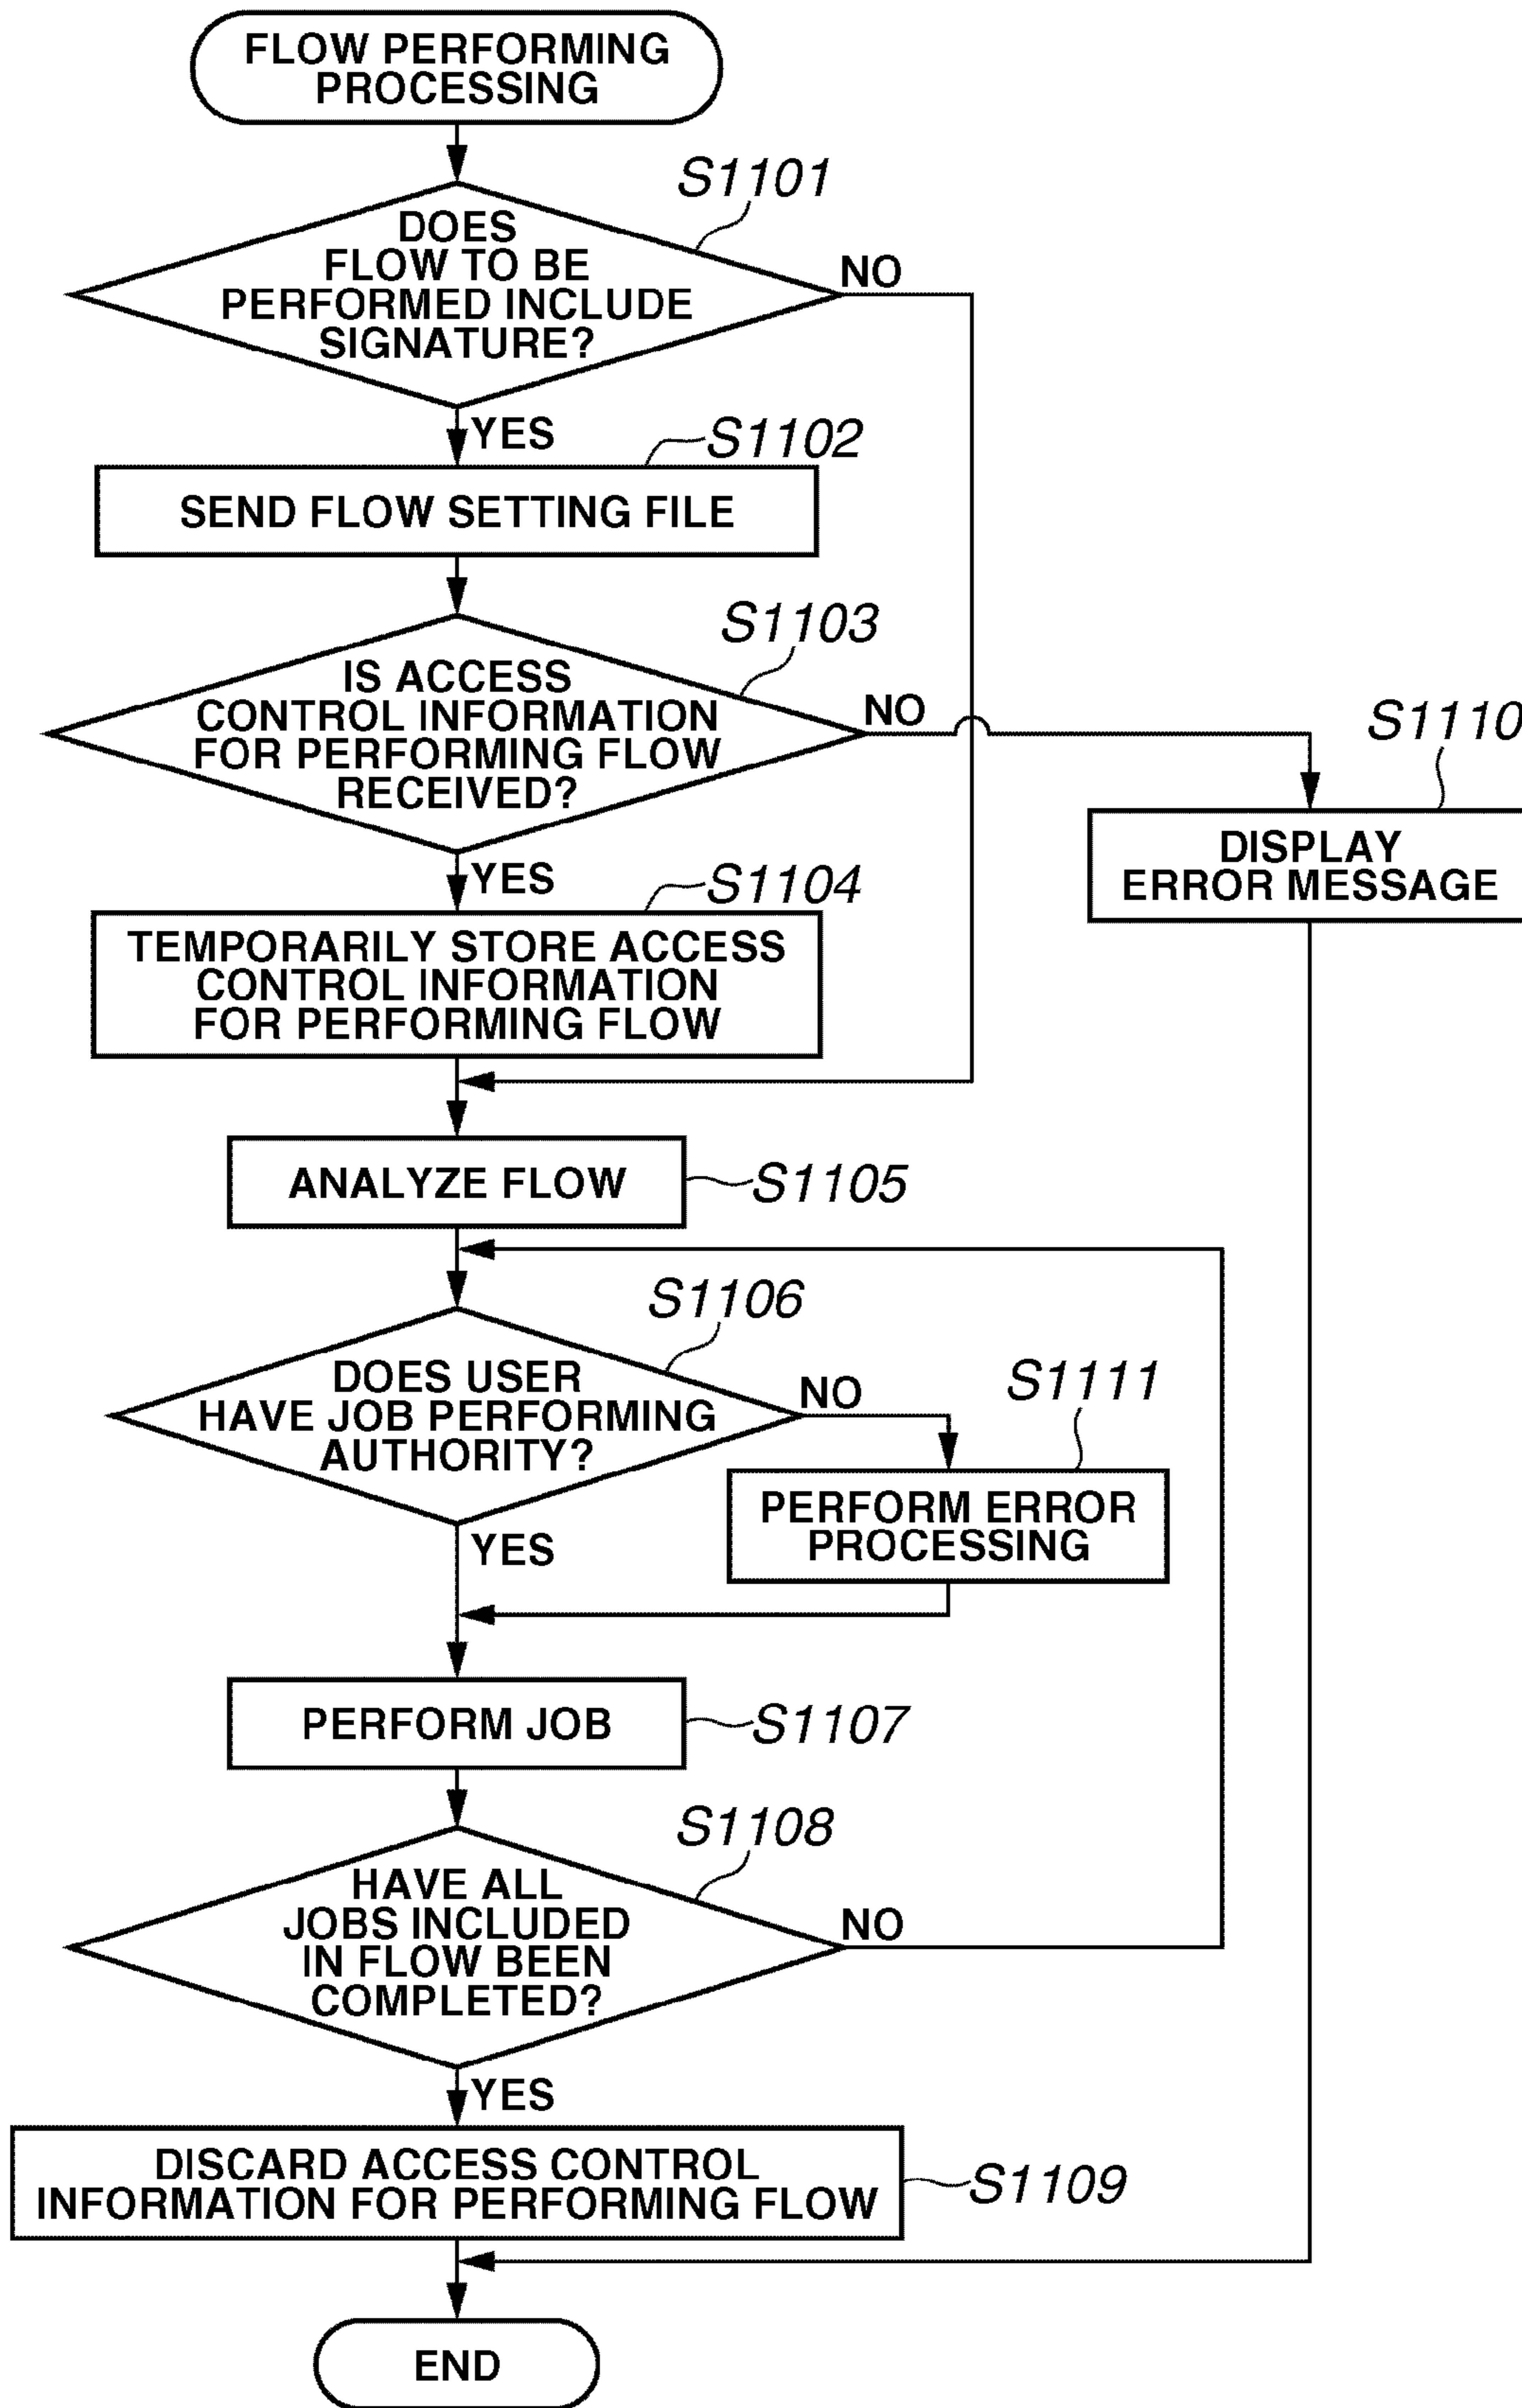 FLOW PERFORMING
PROCESSING
S1101
DOES
FLOW TO BE
PERFORMED INCLUDE
SIGNATURE?
NO
YES
S1102
SEND FLOW SETTING FILE
S1103
IS ACCESS
CONTROL INFORMATION
FOR PERFORMING FLOW
RECEIVED?
NO
S1110
DISPLAY
ERROR MESSAGE
YES
S1104
TEMPORARILY STORE ACCESS
CONTROL INFORMATION
FOR PERFORMING FLOW
ANALYZE FLOW
S1105
S1106
DOES USER
HAVE JOB PERFORMING
AUTHORITY?
NO
S1111
PERFORM ERROR
PROCESSING
YES
PERFORM JOB
S1107
S1108
HAVE ALL
JOBS INCLUDED
IN FLOW BEEN
COMPLETED?
NO
YES
DISCARD ACCESS CONTROL
INFORMATION FOR PERFORMING FLOW
S1109
END